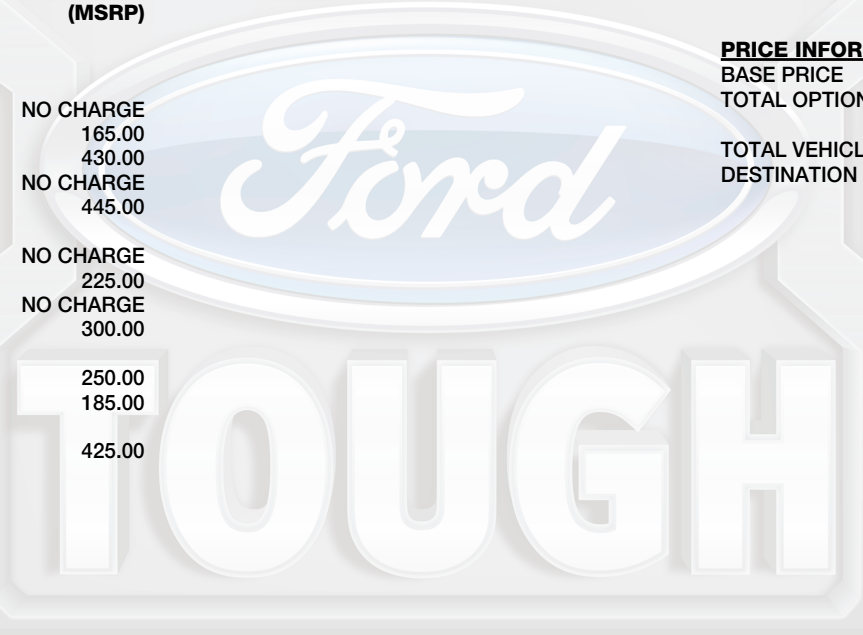 (MSRP)
NO CHARGE
165.00
430.00
NO CHARGE
445.00
NO CHARGE
225.00
NO CHARGE
300.00
250.00
185.00
425.00
PRICE INFOR
BASE PRICE
TOTAL OPTION
TOTAL VEHICL
DESTINATION
Ford
TOUGH